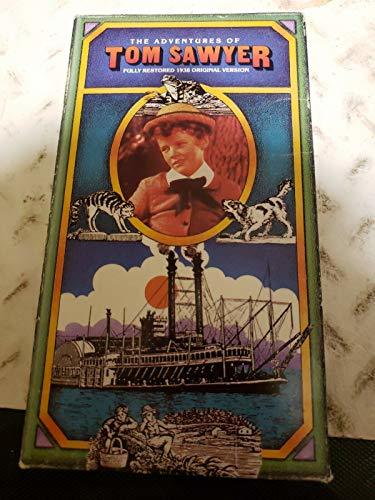 THE ADVENTURES OF
TOM SAWYER
FULLY RESTORED 1938 ORIGINAL VERSION